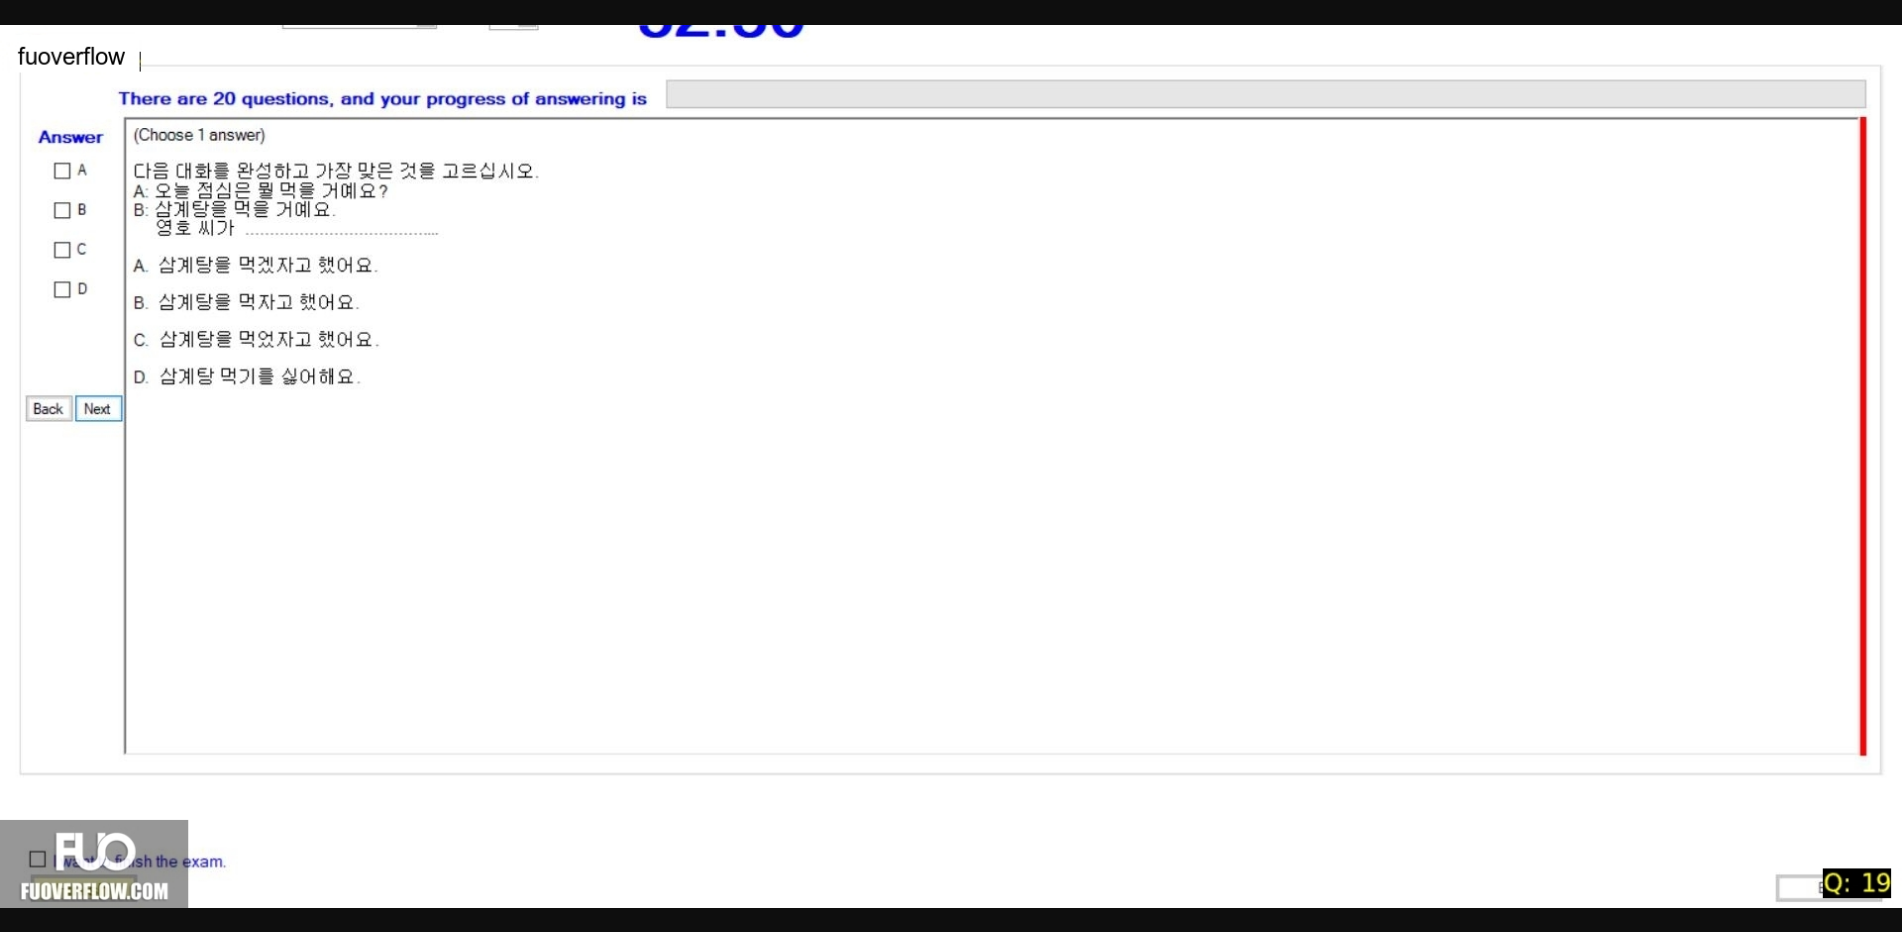 fuoverflow
There are 20 questions, and your progress of answering is
Answer
(Choose 1 answer)
A
B
C
D
다음 대화를 완성하고 가장 맞은 것을 고르십시오.
A: 오늘 점심은 뭘 먹을 거예요?
B: 삼계탕을 먹을 거예요.
영호 씨가 ......................................
A. 삼계탕을 먹겠자고 했어요.
B. 삼계탕을 먹자고 했어요.
C. 삼계탕을 먹었자고 했어요.
D. 삼계탕 먹기를 싫어해요.
Back Next
FUO
the exam.
FUOVERFLOW.COM
Q: 19